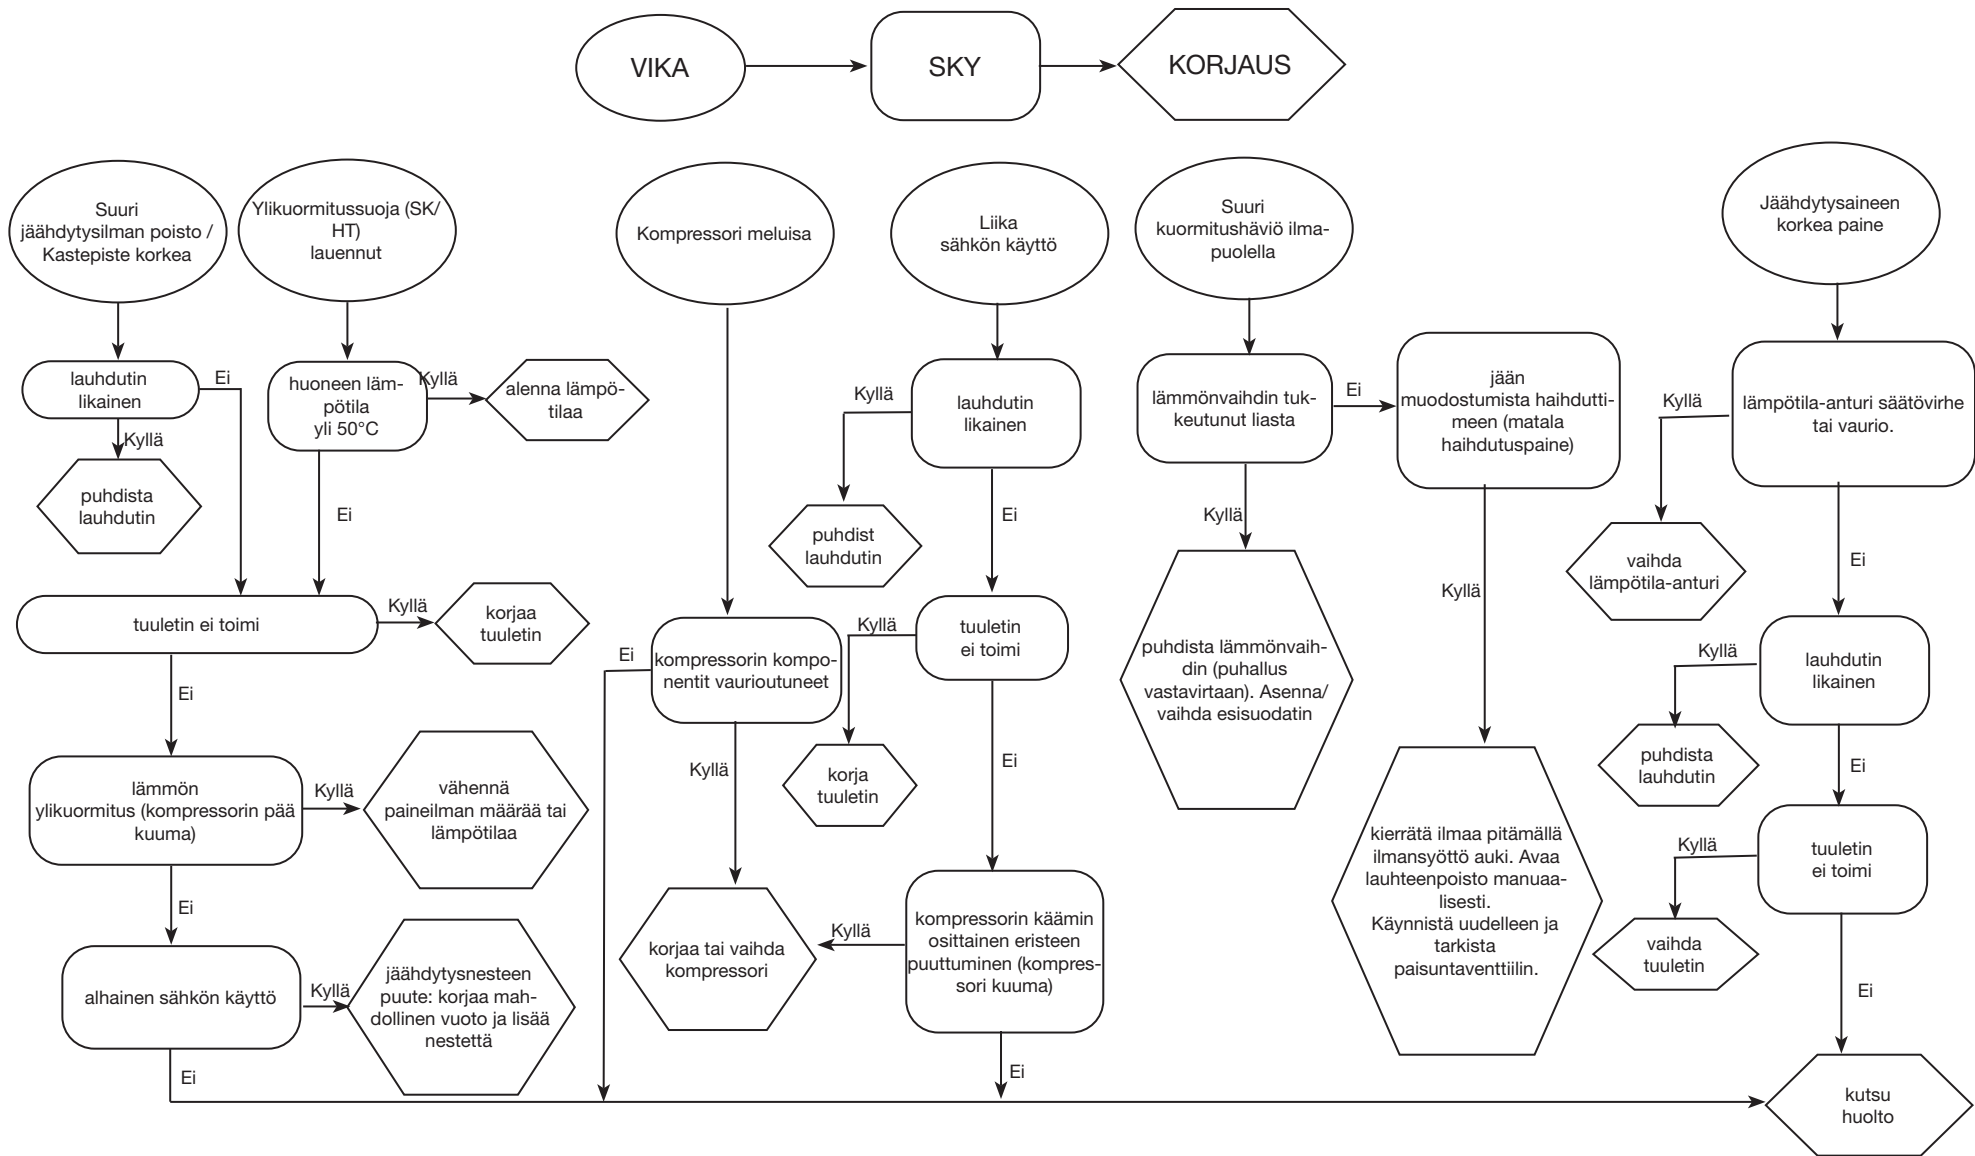 VIKA
SKY
KORJAUS
Suuri
jäähdytysilman poisto /
Kastepiste korkea
Ylikuormitussuoja (SK/
HT)
lauennut
Kompressori meluisa
Liika
sähkön käyttö
Suuri
kuormitushäviö ilma-
puolella
Jäähdytysaineen
korkea paine
lauhdutin
likainen
Ei
Kyllä
puhdista
lauhdutin
huoneen läm-
pötila
yli 50°C
Kyllä
alenna lämpö-
tilaa
Ei
tuuletin ei toimi
Kyllä
korjaa
tuuletin
Ei
lämmön
ylikuormitus (kompressorin pää
kuuma)
Kyllä
vähennä
paineilman määrää tai
lämpötilaa
Ei
alhainen sähkön käyttö
Kyllä
jäähdytysnesteen
puute: korjaa mah-
dollinen vuoto ja lisää
nestettä
Ei
Ei
kompressorin kompo-
nentit vaurioutuneet
Kyllä
korjaa tai vaihda
kompressori
lauhdutin
likainen
Kyllä
puhdist
lauhdutin
Ei
tuuletin
ei toimi
Kyllä
korja
tuuletin
Ei
kompressorin käämin
osittainen eristeen
puuttuminen (kompres-
sori kuuma)
Kyllä
Ei
lämmönvaihdin tuk-
keutunut liasta
Ei
Kyllä
puhdista lämmönvaih-
din (puhallus
vastavirtaan). Asenna/
vaihda esisuodatin
jään
muodostumista haihdutti-
meen (matala
haihdutuspaine)
Kyllä
kierrätä ilmaa pitämällä
ilmansyöttö auki. Avaa
lauhteenpoisto manuaa-
lisesti.
Käynnistä uudelleen ja
tarkista
paisuntaventtiilin.
lämpötila-anturi säätövirhe
tai vaurio.
Kyllä
vaihda
lämpötila-anturi
Ei
lauhdutin
likainen
Kyllä
puhdista
lauhdutin
Ei
tuuletin
ei toimi
Kyllä
vaihda
tuuletin
Ei
kutsu
huolto